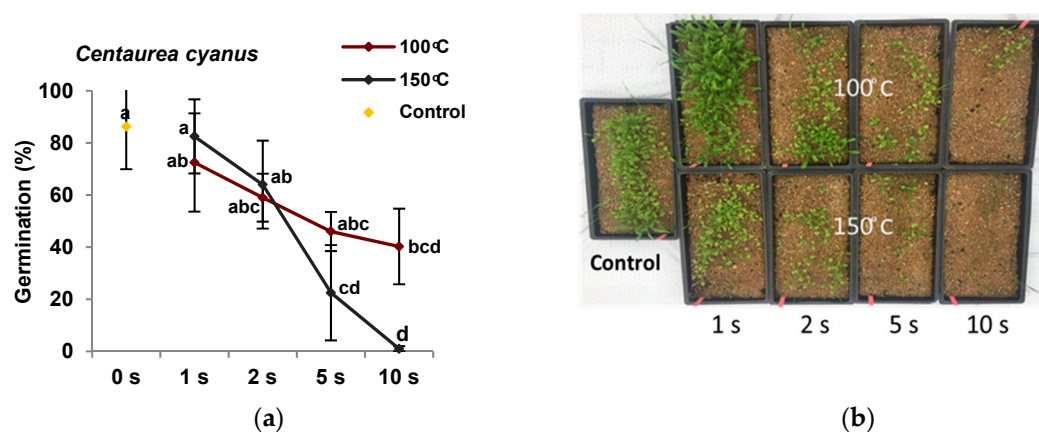 Centaurea cyanus
100°C
150°C
Control
Germination (%)
100
80
60
40
20
0
0 s
1 s
2 s
5 s
10 s
a
a
ab
ab
abc
abc
bcd
cd
d
(a)
100°C
150°C
Control
1 s
2 s
5 s
10 s
(b)